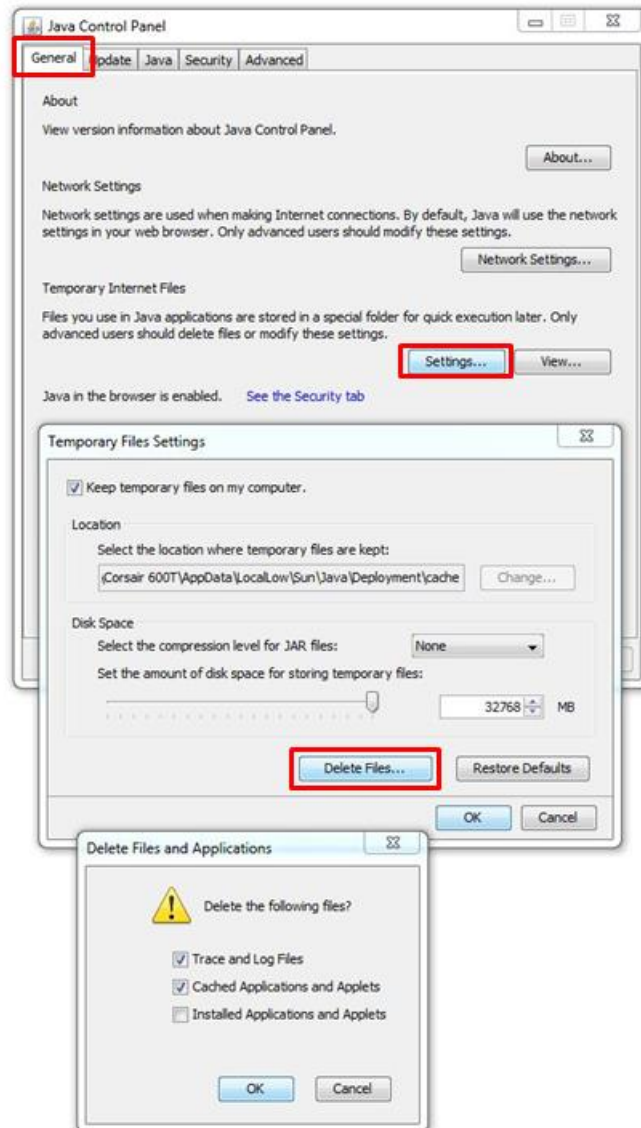 Java Control Panel
General Update Java Security Advanced
About
View version information about Java Control Panel.
About...
Network Settings
Network settings are used when making Internet connections. By default, Java will use the network
settings in your web browser. Only advanced users should modify these settings.
Network Settings...
Temporary Internet Files
Files you use in Java applications are stored in a special folder for quick execution later. Only
advanced users should delete files or modify these settings.
Settings... View...
Java in the browser is enabled. See the Security tab
Temporary Files Settings
Keep temporary files on my computer.
Location
Select the location where temporary files are kept:
\Corsair 600T\AppData\LocalLow\Sun\Java\Deployment\cache Change...
Disk Space
Select the compression level for JAR files: None
Set the amount of disk space for storing temporary files:
32768 MB
Delete Files... Restore Defaults
OK Cancel
Delete Files and Applications
Delete the following files?
Trace and Log Files
Cached Applications and Applets
Installed Applications and Applets
OK Cancel